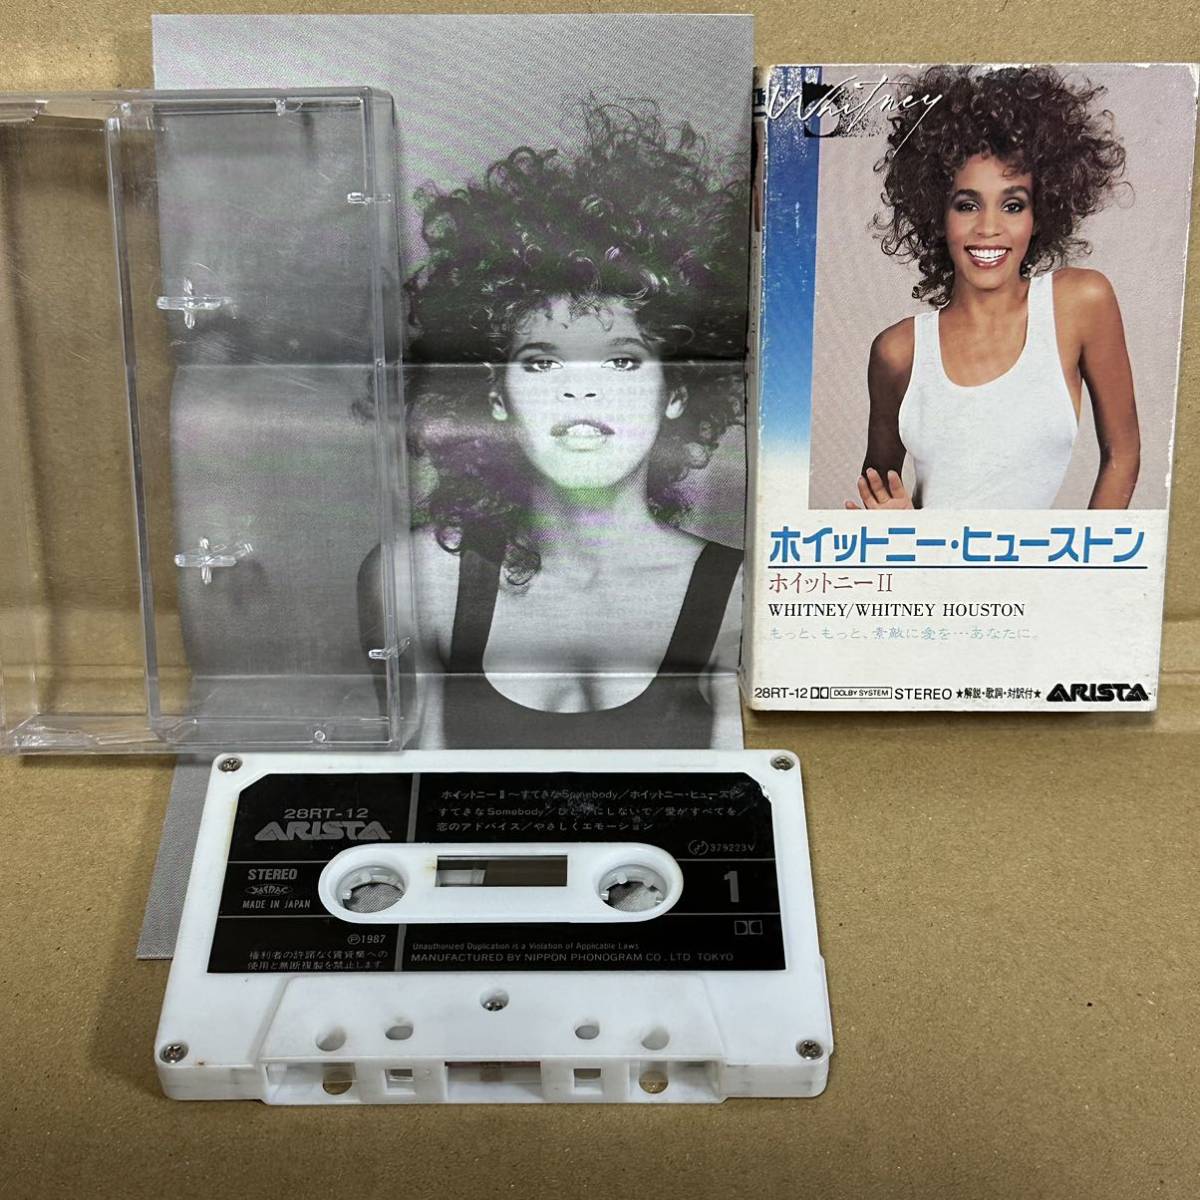 Whitney
ホイットニー・ヒューストン
ホイットニーII
WHITNEY/WHITNEY HOUSTON
もっと、もっと、素敵に愛を…あなたに。
28RT-12 DOLBY SYSTEM STEREO ★解説・歌詞・対訳付★ ARISTA
ホイットニーII〜すてきなSomebody/ホイットニー・ヒューストン
28RT-12
すてきなSomebody/ひとりにしないで/愛がすべてを/
ARISTA
恋のアドバイス/やさしくエモーション
379223V
STEREO
1
JASRAC
MADE IN JAPAN
Ⓟ1987
Unauthorized Duplication is a Violation of Applicable Laws
権利者の許諾なく賃貸業への
MANUFACTURED BY NIPPON PHONOGRAM CO., LTD. TOKYO
使用と無断複製を禁止します